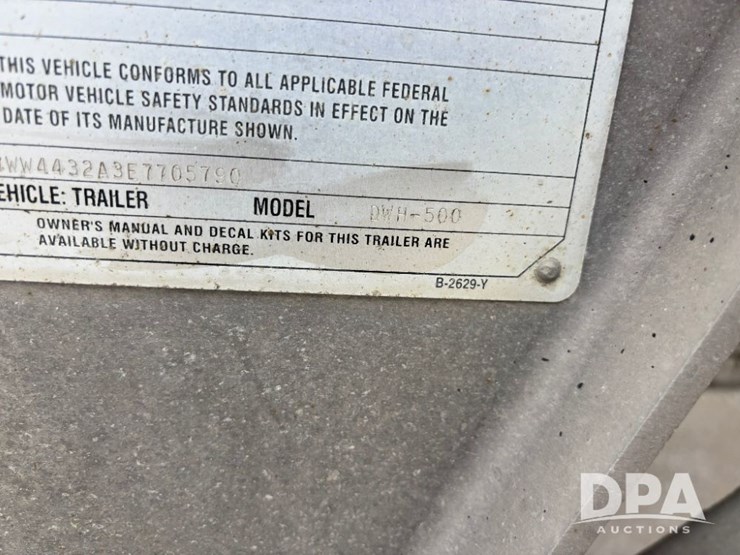 THIS VEHICLE CONFORMS TO ALL APPLICABLE FEDERAL
MOTOR VEHICLE SAFETY STANDARDS IN EFFECT ON THE
DATE OF ITS MANUFACTURE SHOWN.
WW4432A3E7705790
EHICLE: TRAILER MODEL DWH-500
OWNER'S MANUAL AND DECAL KITS FOR THIS TRAILER ARE
AVAILABLE WITHOUT CHARGE.
B-2629-Y
DPA
AUCTIONS